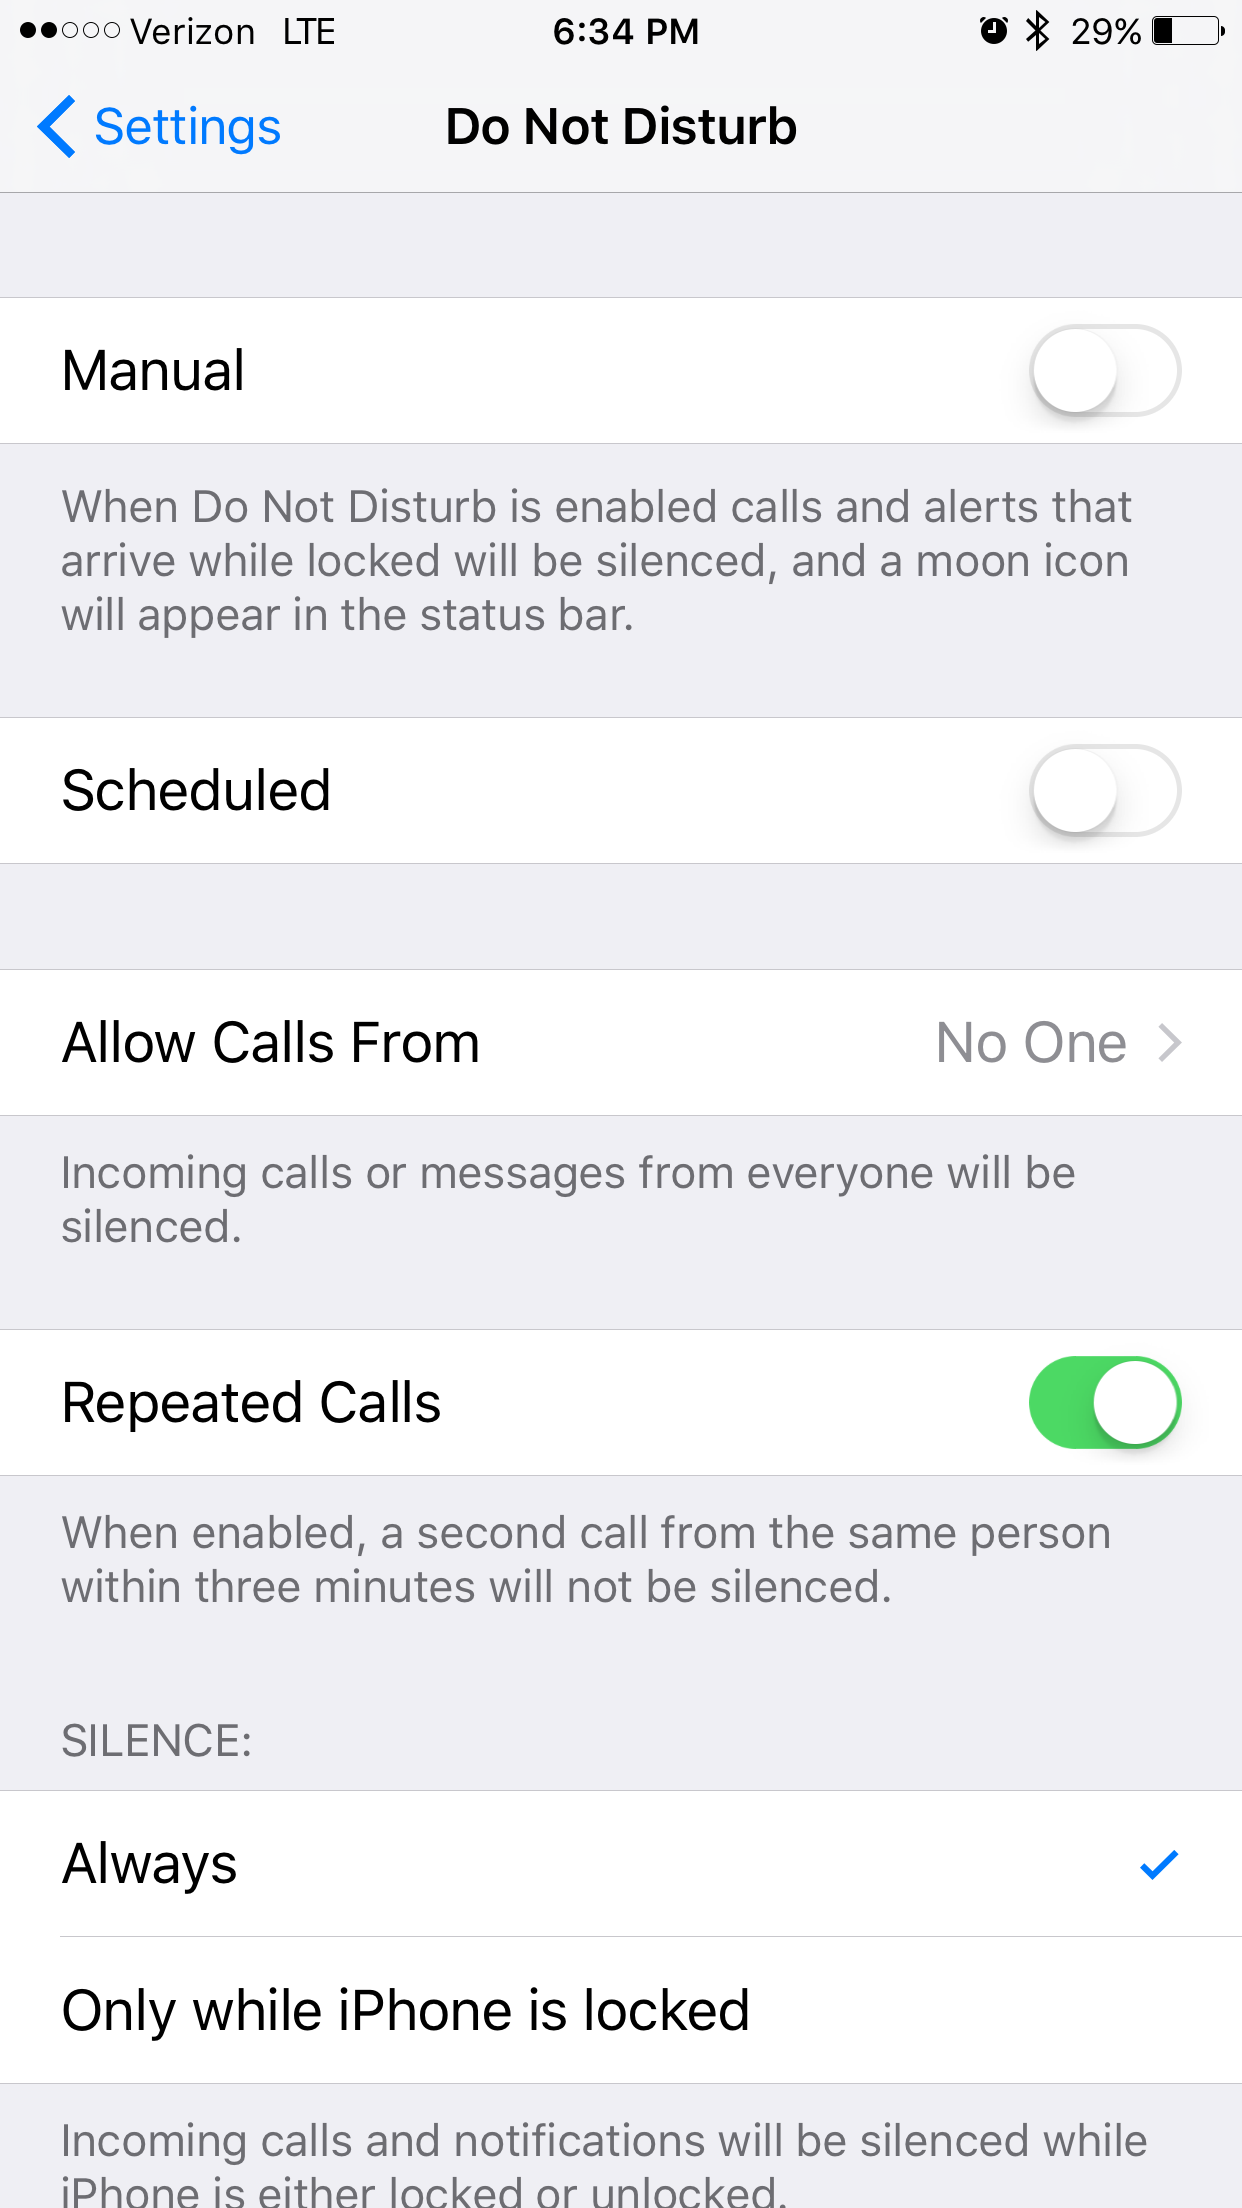 Verizon LTE 6:34 PM 29%
Settings Do Not Disturb
Manual
When Do Not Disturb is enabled calls and alerts that
arrive while locked will be silenced, and a moon icon
will appear in the status bar.
Scheduled
Allow Calls From No One
Incoming calls or messages from everyone will be
silenced.
Repeated Calls
When enabled, a second call from the same person
within three minutes will not be silenced.
SILENCE:
Always
Only while iPhone is locked
Incoming calls and notifications will be silenced while
iPhone is either locked or unlocked.